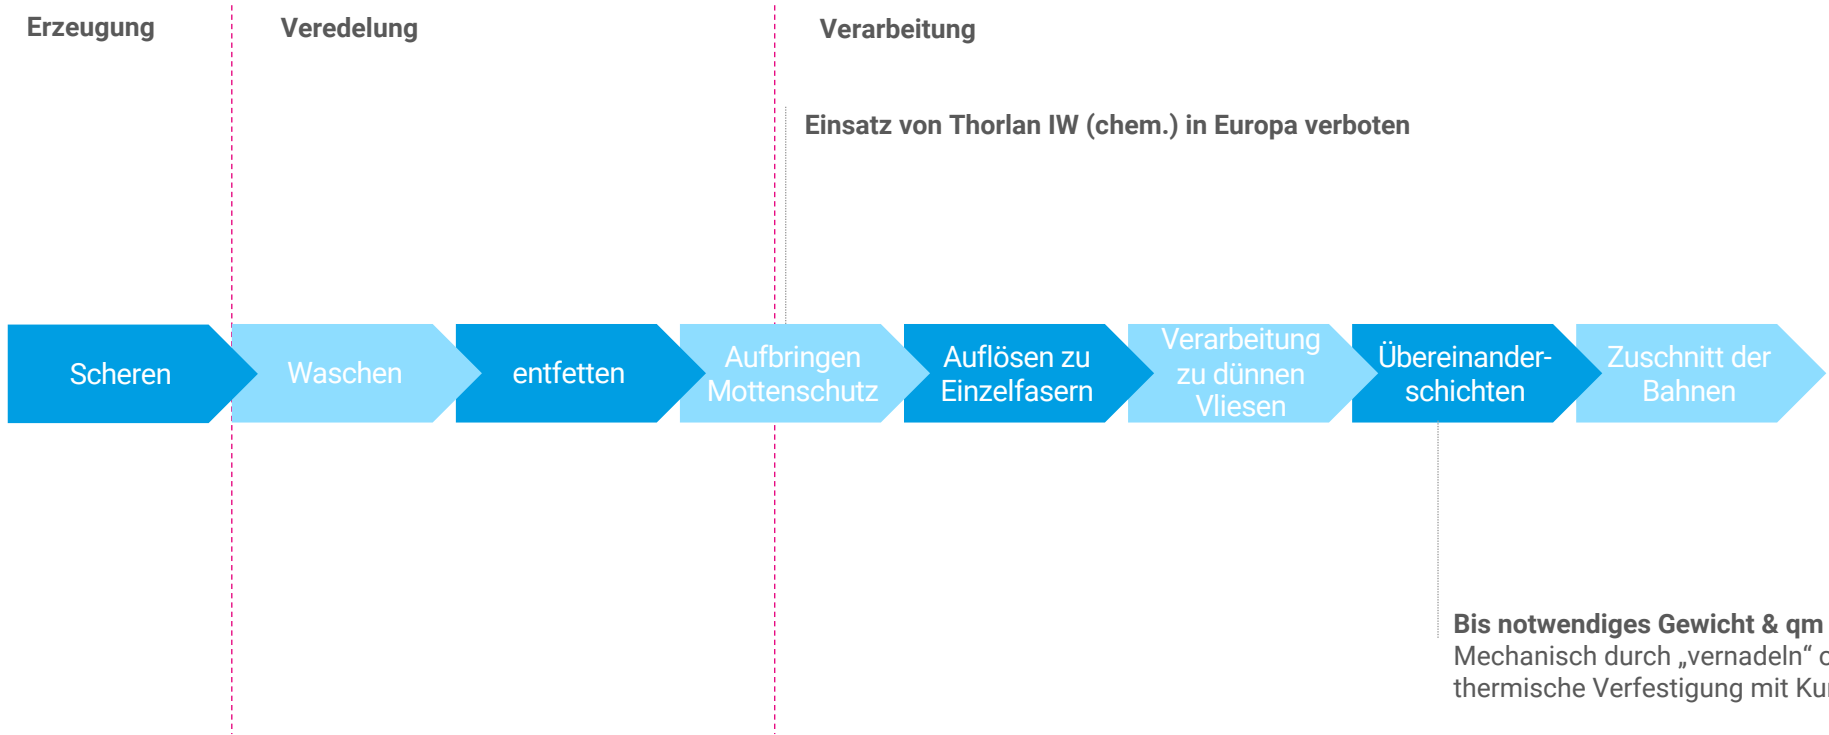 Erzeugung
Veredelung
Verarbeitung
Einsatz von Thorlan IW (chem.) in Europa verboten
Scheren
Waschen
entfetten
Aufbringen
Mottenschutz
Auflösen zu
Einzelfasern
Verarbeitung
zu dünnen
Vliesen
Übereinander-
schichten
Zuschnitt der
Bahnen
Bis notwendiges Gewicht & qm
Mechanisch durch „vernadeln“
thermische Verfestigung mit